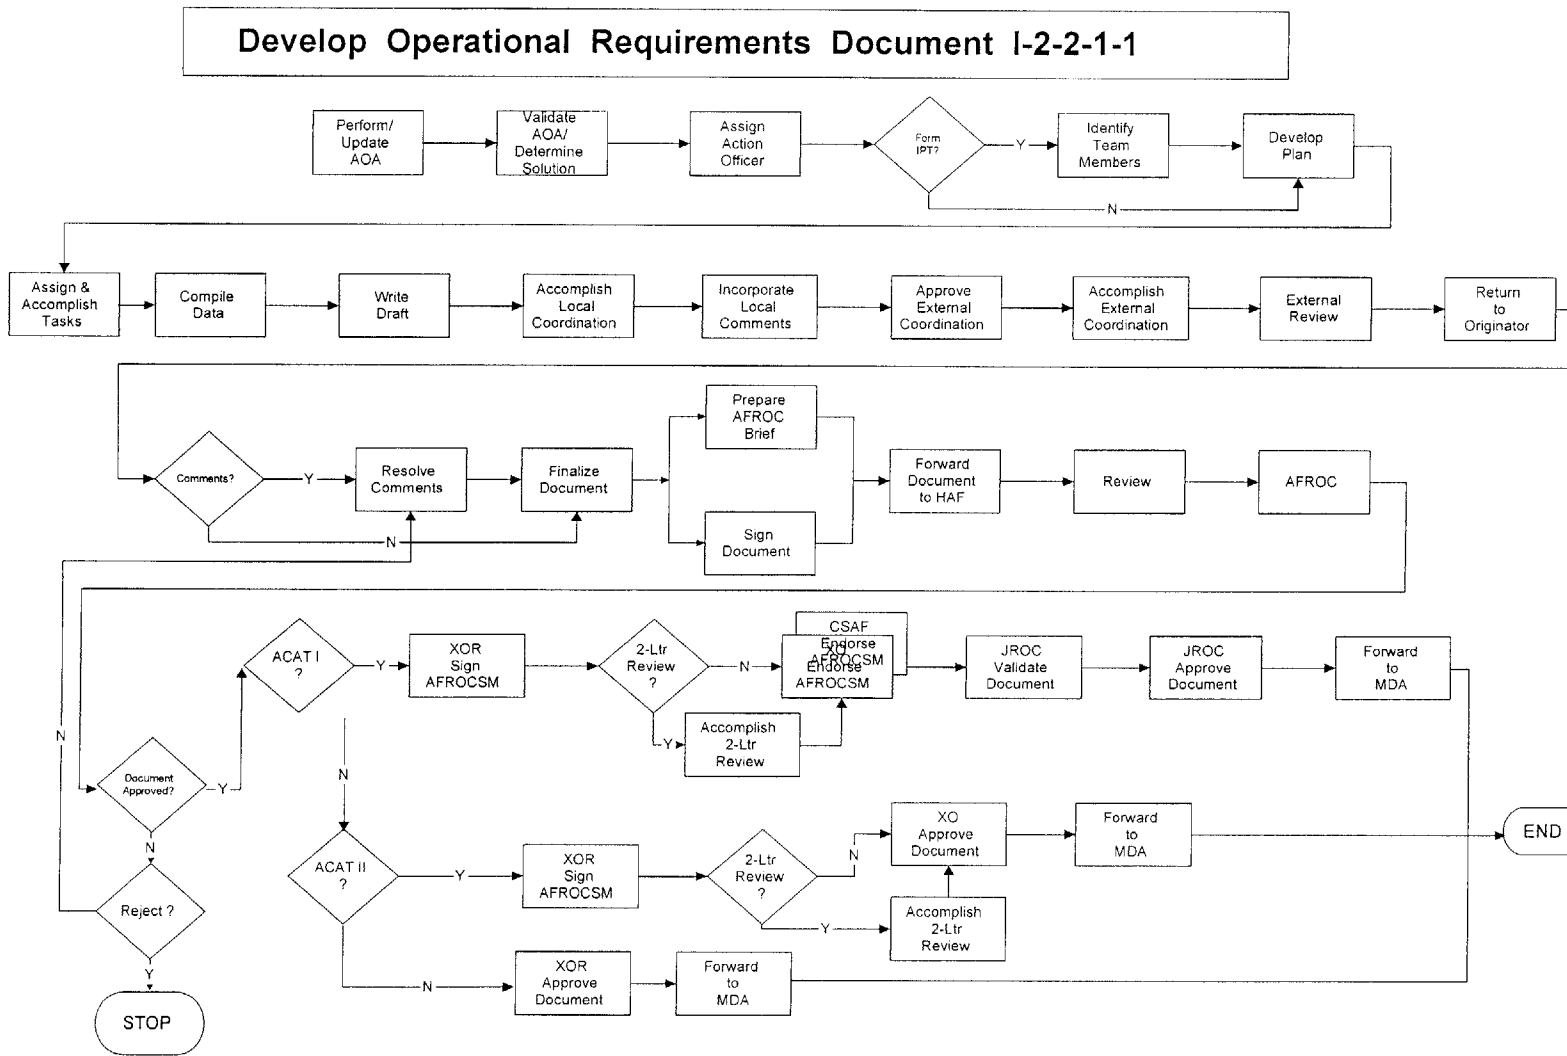 Develop Operational Requirements Document I-2-2-1-1
Perform/
Update
AOA
Validate
AOA/
Determine
Solution
Assign
Action
Officer
Form
IPT?
Y
Identify
Team
Members
Develop
Plan
N
Assign &
Accomplish
Tasks
Compile
Data
Write
Draft
Accomplish
Local
Coordination
Incorporate
Local
Comments
Approve
External
Coordination
Accomplish
External
Coordination
External
Review
Return
to
Originator
Comments?
Y
Resolve
Comments
Finalize
Document
N
Prepare
AFROC
Brief
Sign
Document
Forward
Document
to HAF
Review
AFROC
ACAT I
?
Y
XOR
Sign
AFROCSM
2-Ltr
Review
?
N
CSAF
Endorse
AFROCSM
XO
Endorse
AFROCSM
JROC
Validate
Document
JROC
Approve
Document
Forward
to
MDA
Y
Accomplish
2-Ltr
Review
N
Document
Approved?
Y
N
N
ACAT II
?
Y
XOR
Sign
AFROCSM
2-Ltr
Review
?
N
XO
Approve
Document
Forward
to
MDA
END
Y
Accomplish
2-Ltr
Review
Reject ?
Y
STOP
N
XOR
Approve
Document
Forward
to
MDA